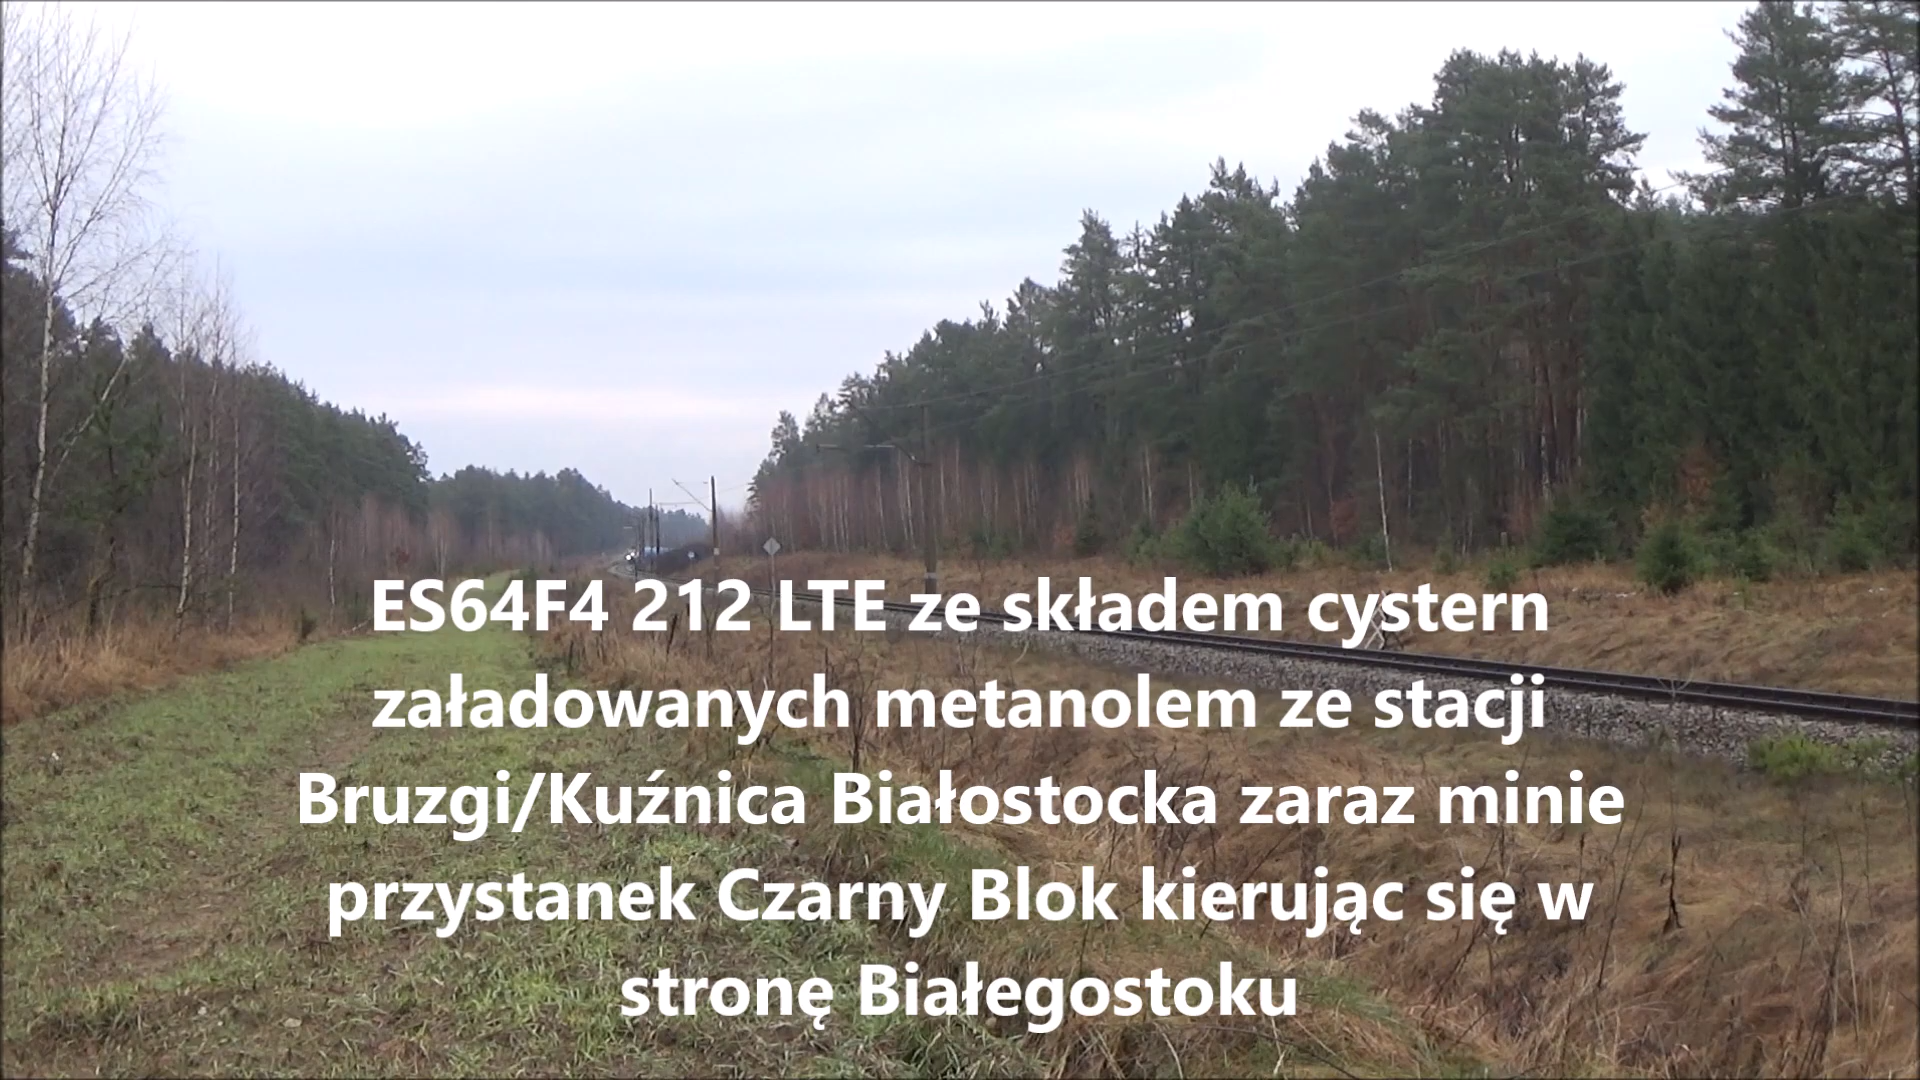 ES64F4 212 LTE ze składem cystern
załadowanych metanolem ze stacji
Bruzgi/Kuźnica Białostocka zaraz minie
przystanek Czarny Blok kierując się w
stronę Białegostoku